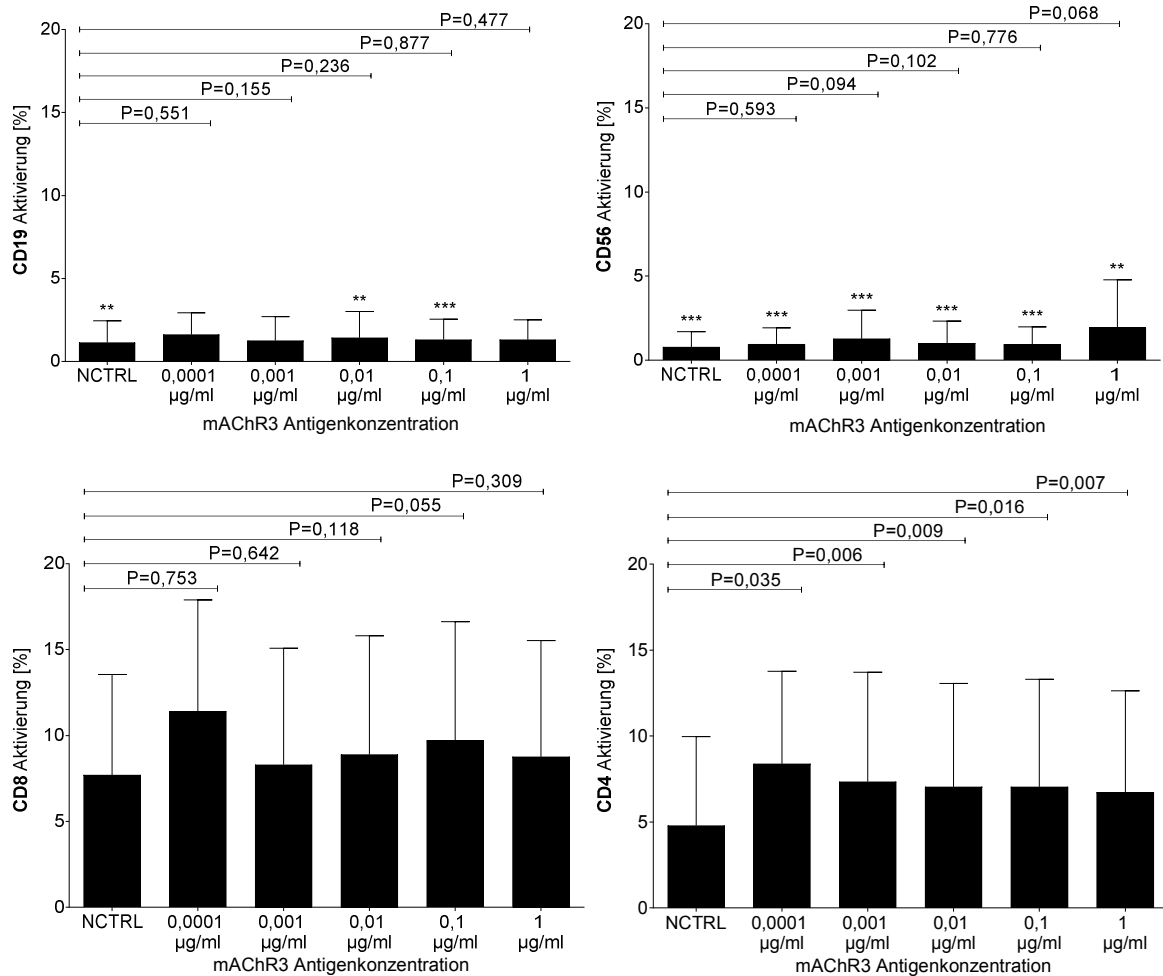 P=0,477
P=0,877
P=0,236
P=0,155
P=0,551
CD19 Aktivierung [%]
20
15
10
5
0
** ** ***
NCTRL 0,0001 0,001 0,01 0,1 1
µg/ml µg/ml µg/ml µg/ml µg/ml
mAChR3 Antigenkonzentration
P=0,068
P=0,776
P=0,102
P=0,094
P=0,593
CD56 Aktivierung [%]
20
15
10
5
0
*** *** *** *** *** **
NCTRL 0,0001 0,001 0,01 0,1 1
µg/ml µg/ml µg/ml µg/ml µg/ml
mAChR3 Antigenkonzentration
P=0,309
P=0,055
P=0,118
P=0,642
P=0,753
CD8 Aktivierung [%]
20
15
10
5
0
NCTRL 0,0001 0,001 0,01 0,1 1
µg/ml µg/ml µg/ml µg/ml µg/ml
mAChR3 Antigenkonzentration
P=0,007
P=0,016
P=0,009
P=0,006
P=0,035
CD4 Aktivierung [%]
20
15
10
5
0
NCTRL 0,0001 0,001 0,01 0,1 1
µg/ml µg/ml µg/ml µg/ml µg/ml
mAChR3 Antigenkonzentration